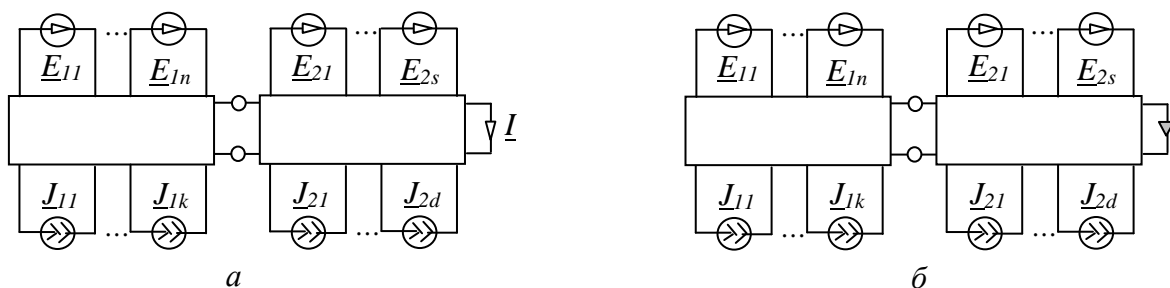 ... ... ... ...
E11 E1n E21 E2s E11 E1n E21 E2s
I
J11 J1k J21 J2d J11 J1k J21 J2d
... ... ... ...
а б